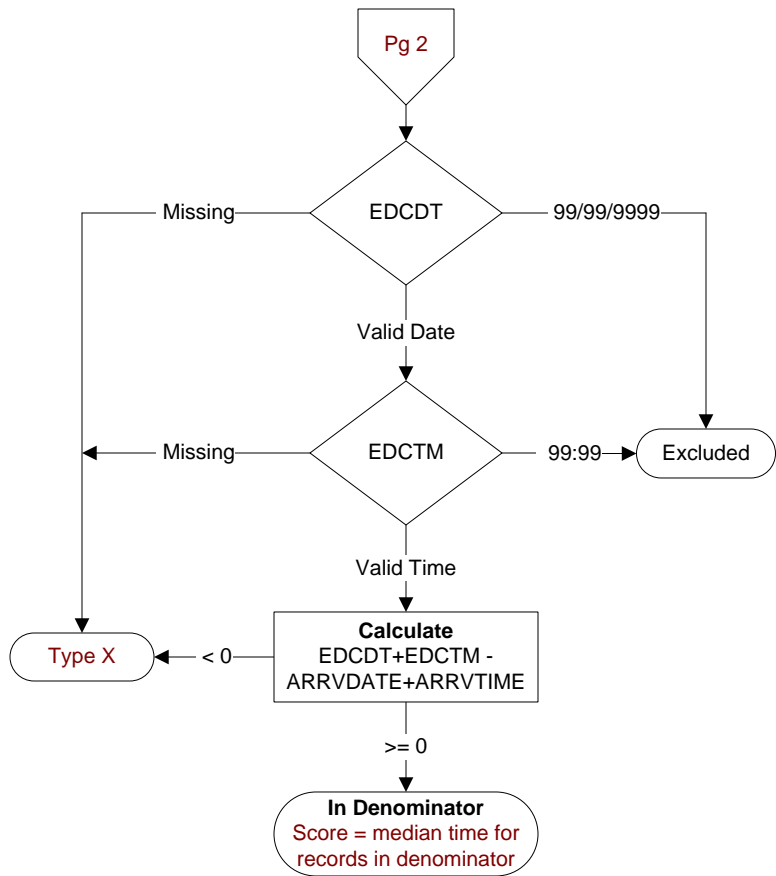 Pg 2
Missing
EDCDT
99/99/9999
Valid Date
Missing
EDCTM
99:99
Excluded
Valid Time
Type X
< 0
Calculate
EDCDT+EDCTM -
ARRVDATE+ARRVTIME
>= 0
In Denominator
Score = median time for
records in denominator